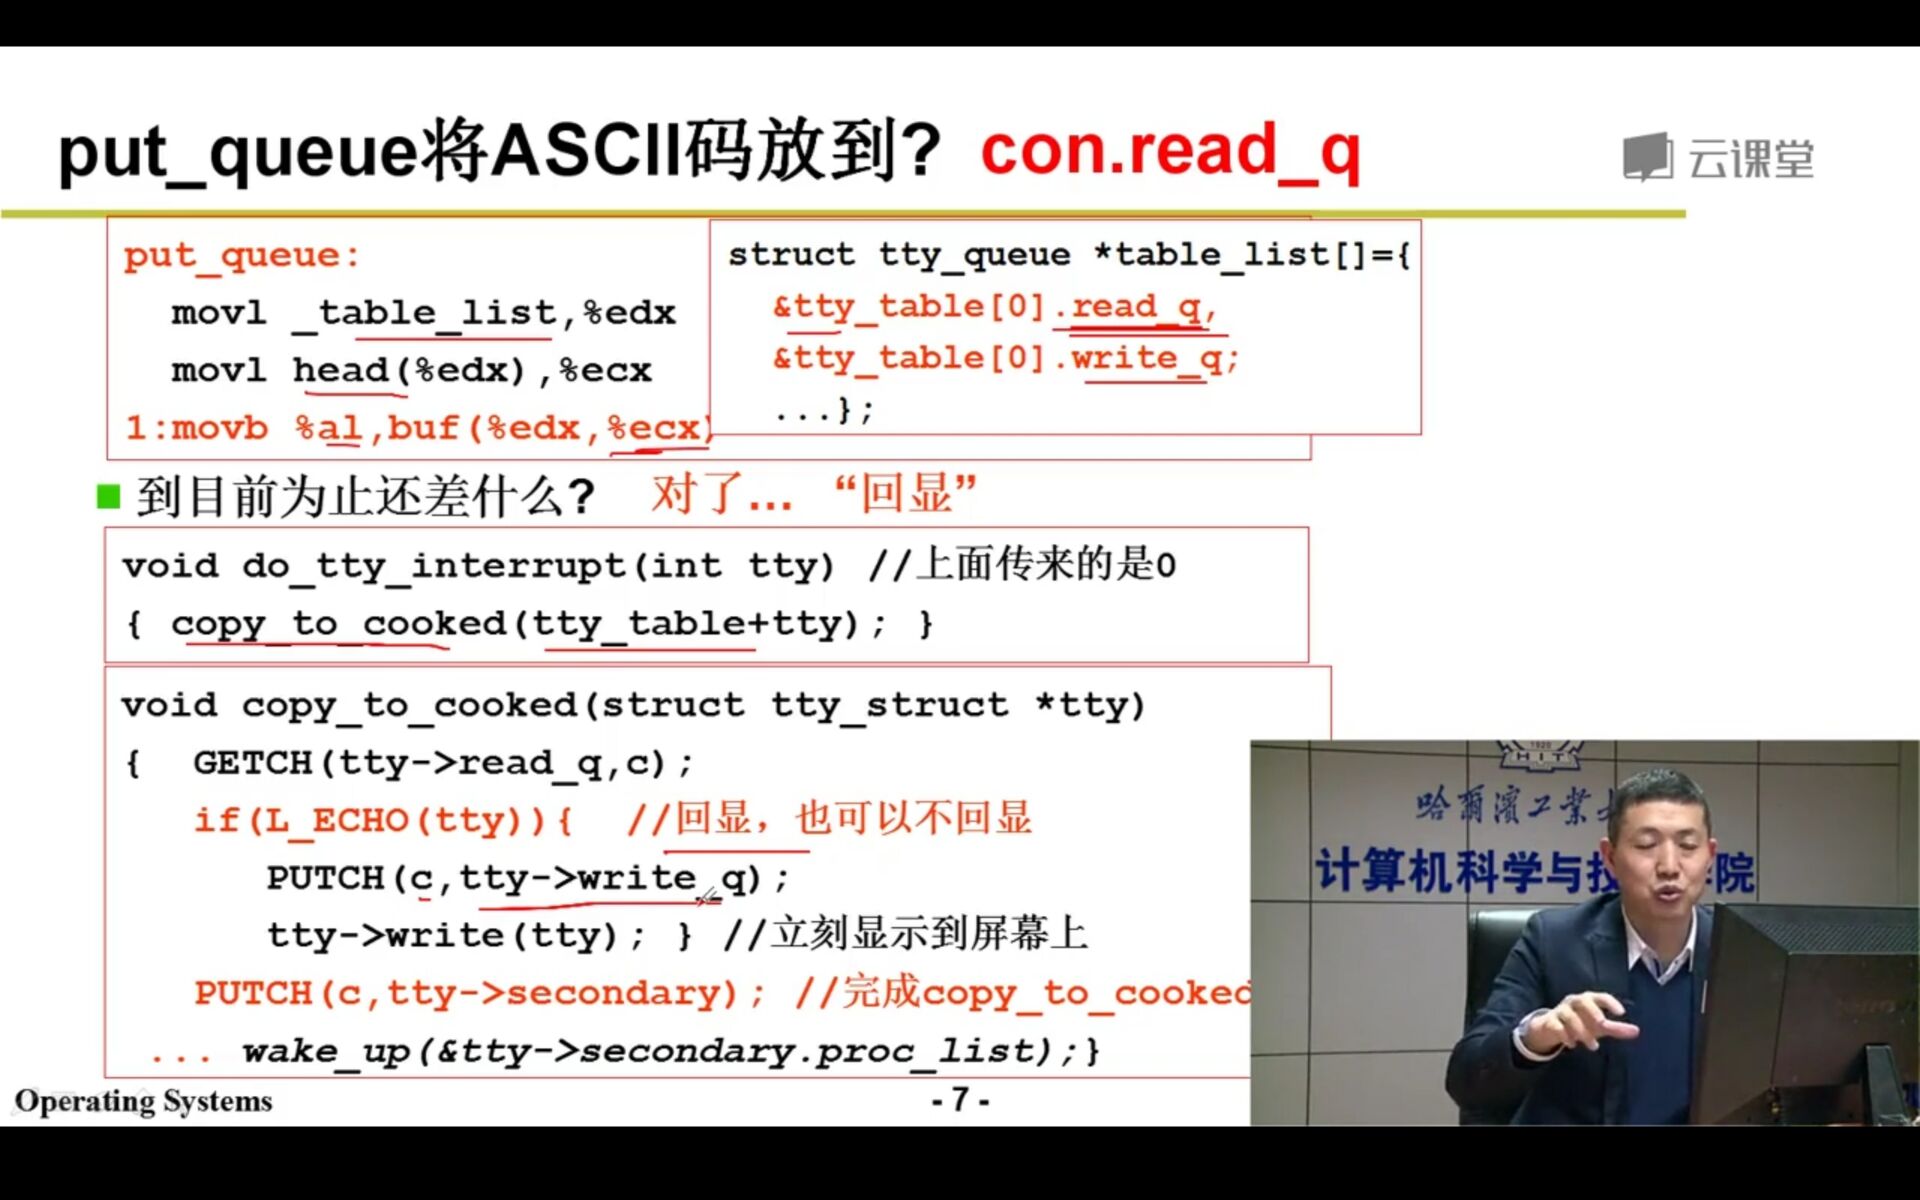 put_queue将ASCII码放到? con.read_q
云课堂
put_queue:
movl _table_list,%edx
movl head(%edx),%ecx
1:movb %al,buf(%edx,%ecx)
struct tty_queue *table_list[]={
&tty_table[0].read_q,
&tty_table[0].write_q;
...};
到目前为止还差什么? 对了... “回显”
void do_tty_interrupt(int tty) //上面传来的是0
{ copy_to_cooked(tty_table+tty); }
void copy_to_cooked(struct tty_struct *tty)
{ GETCH(tty->read_q,c);
if(L_ECHO(tty)){ //回显，也可以不回显
PUTCH(c,tty->write_q);
tty->write(tty); } //立刻显示到屏幕上
PUTCH(c,tty->secondary); //完成copy_to_cooked
... wake_up(&tty->secondary.proc_list);}
1920
HIT
哈爾濱工業
计算机科学与技 院
Operating Systems
- 7 -